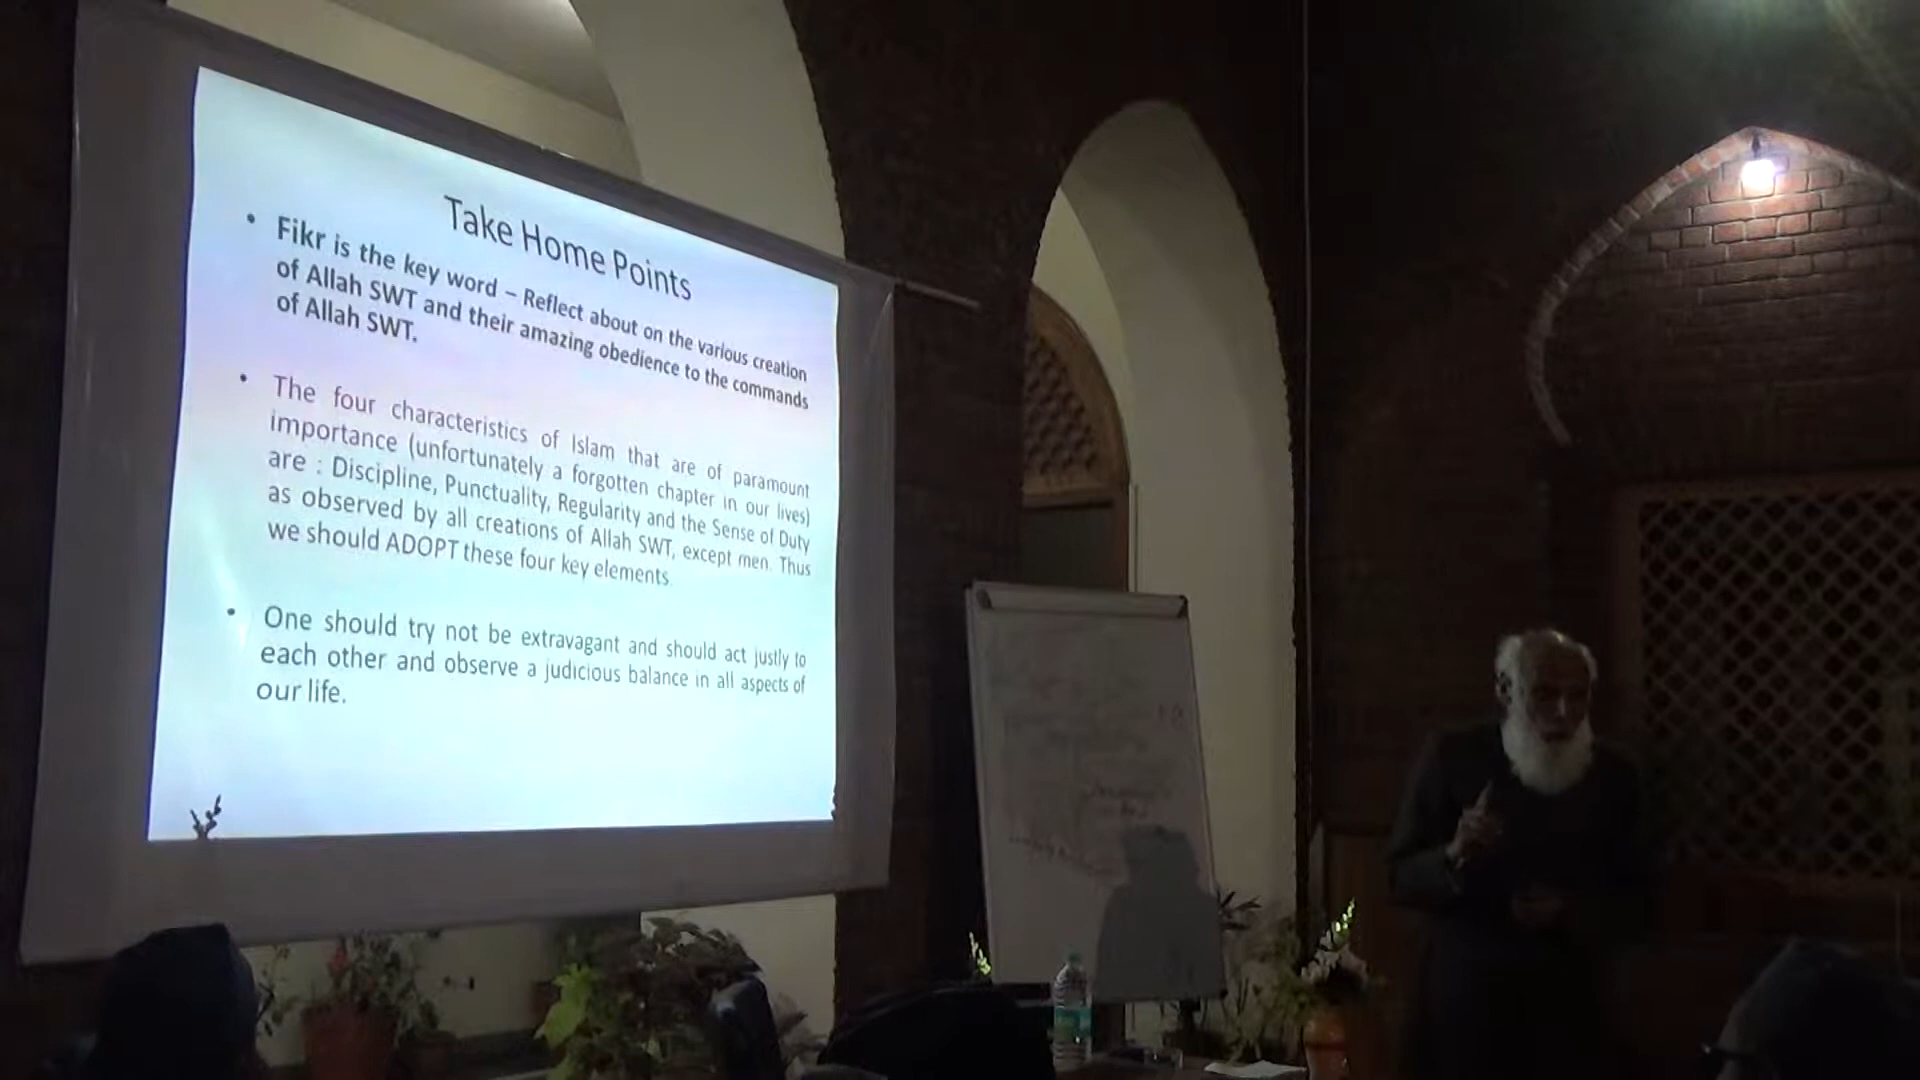 Take Home Points
• Fikr is the key word – Reflect about on the various creation
of Allah SWT and their amazing obedience to the commands
of Allah SWT.
• The four characteristics of Islam that are of paramount
importance (unfortunately a forgotten chapter in our lives)
are : Discipline, Punctuality, Regularity and the Sense of Duty
as observed by all creations of Allah SWT, except men. Thus
we should ADOPT these four key elements.
• One should try not be extravagant and should act justly to
each other and observe a judicious balance in all aspects of
our life.